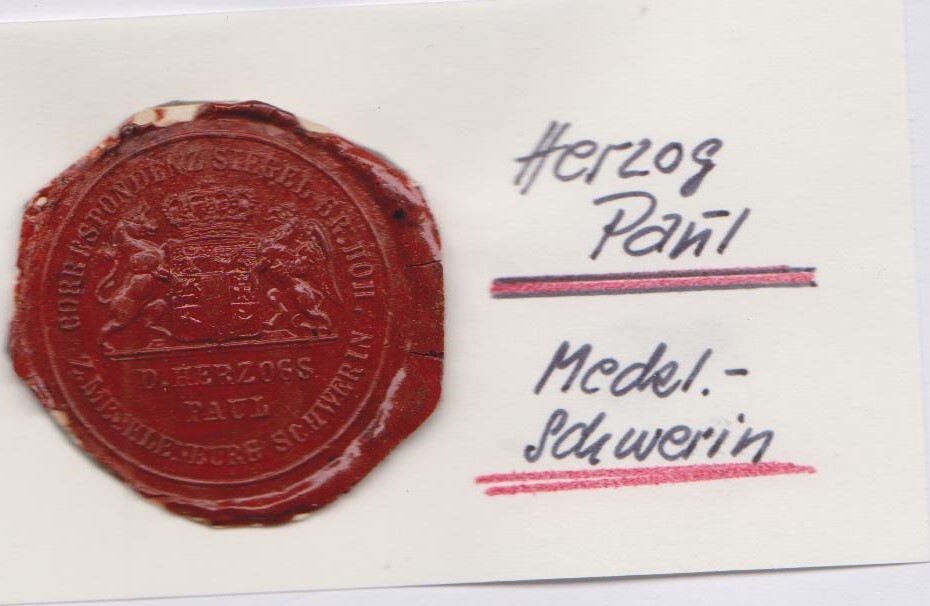 CORRESPONDENZ SIEGEL SR. HOH.
D. HERZOGS
PAUL
Z. MECKLENBURG SCHWERIN
Herzog
Paul
Meckl.-
Schwerin